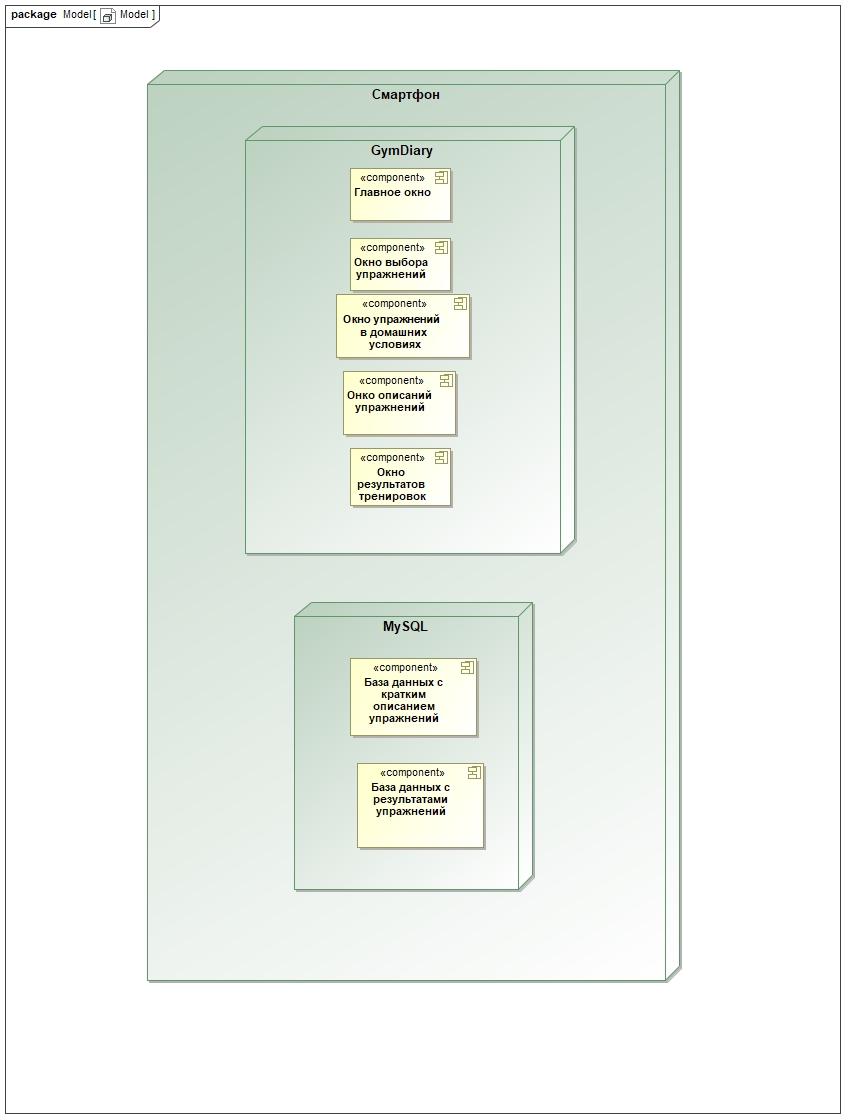 package Model [ Model ]
Смартфон
GymDiary
«component»
Главное окно
«component»
Окно выбора
упражнений
«component»
Окно упражнений
в домашних
условиях
«component»
Онко описаний
упражнений
«component»
Окно
результатов
тренировок
MySQL
«component»
База данных с
кратким
описанием
упражнений
«component»
База данных с
результатами
упражнений